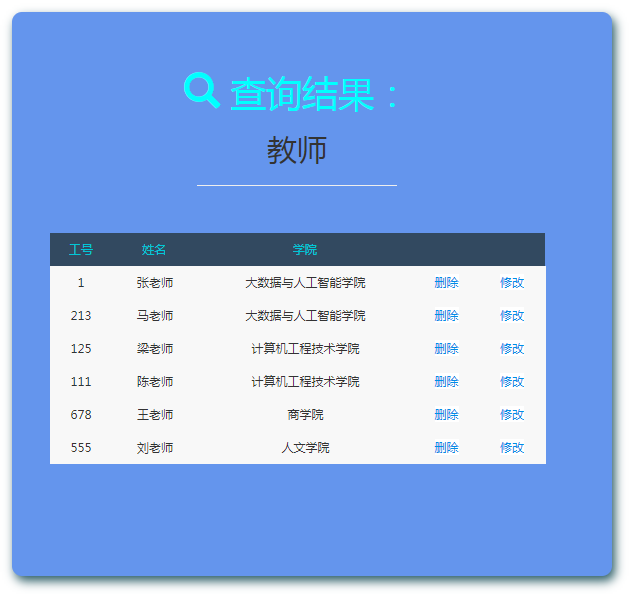 查询结果：
教师
工号 姓名 学院
1 张老师 大数据与人工智能学院 删除 修改
213 马老师 大数据与人工智能学院 删除 修改
125 梁老师 计算机工程技术学院 删除 修改
111 陈老师 计算机工程技术学院 删除 修改
678 王老师 商学院 删除 修改
555 刘老师 人文学院 删除 修改